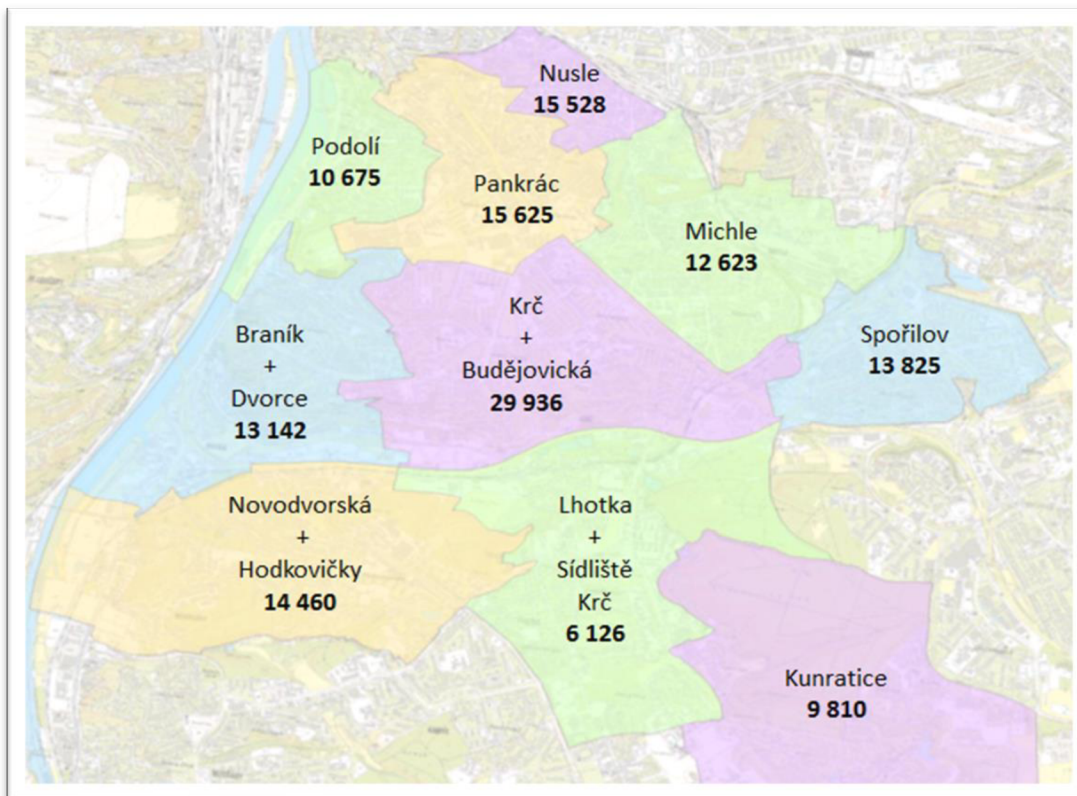 Nusle
15 528
Podolí
10 675
Pankrác
15 625
Michle
12 623
Braník
+
Dvorce
13 142
Krč
+
Budějovická
29 936
Spořilov
13 825
Novodvorská
+
Hodkovičky
14 460
Lhotka
+
Sídliště
Krč
6 126
Kunratice
9 810